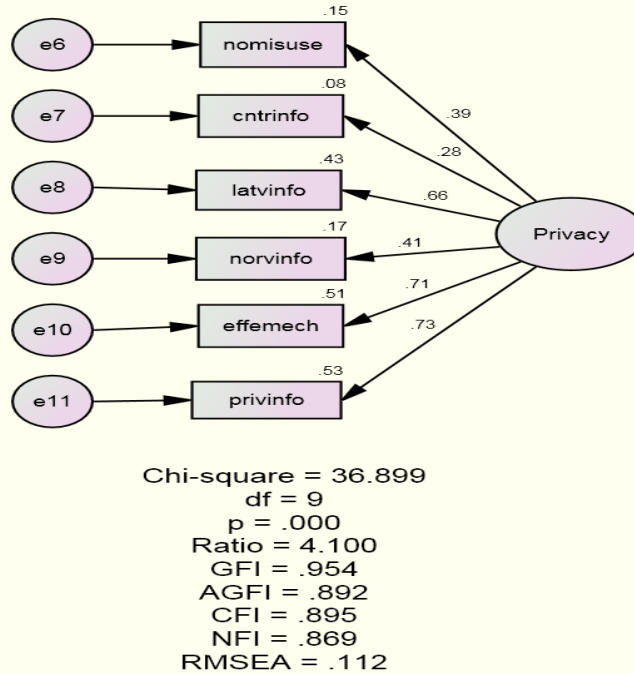 .15
e6 nomisuse
.39
.08
e7 cntrinfo
.28
.43
e8 latvinfo
.66
Privacy
.17
e9 norvinfo
.41
.51
e10 effemech
.71
.53
e11 privinfo
.73
Chi-square = 36.899
df = 9
p = .000
Ratio = 4.100
GFI = .954
AGFI = .892
CFI = .895
NFI = .869
RMSEA = .112